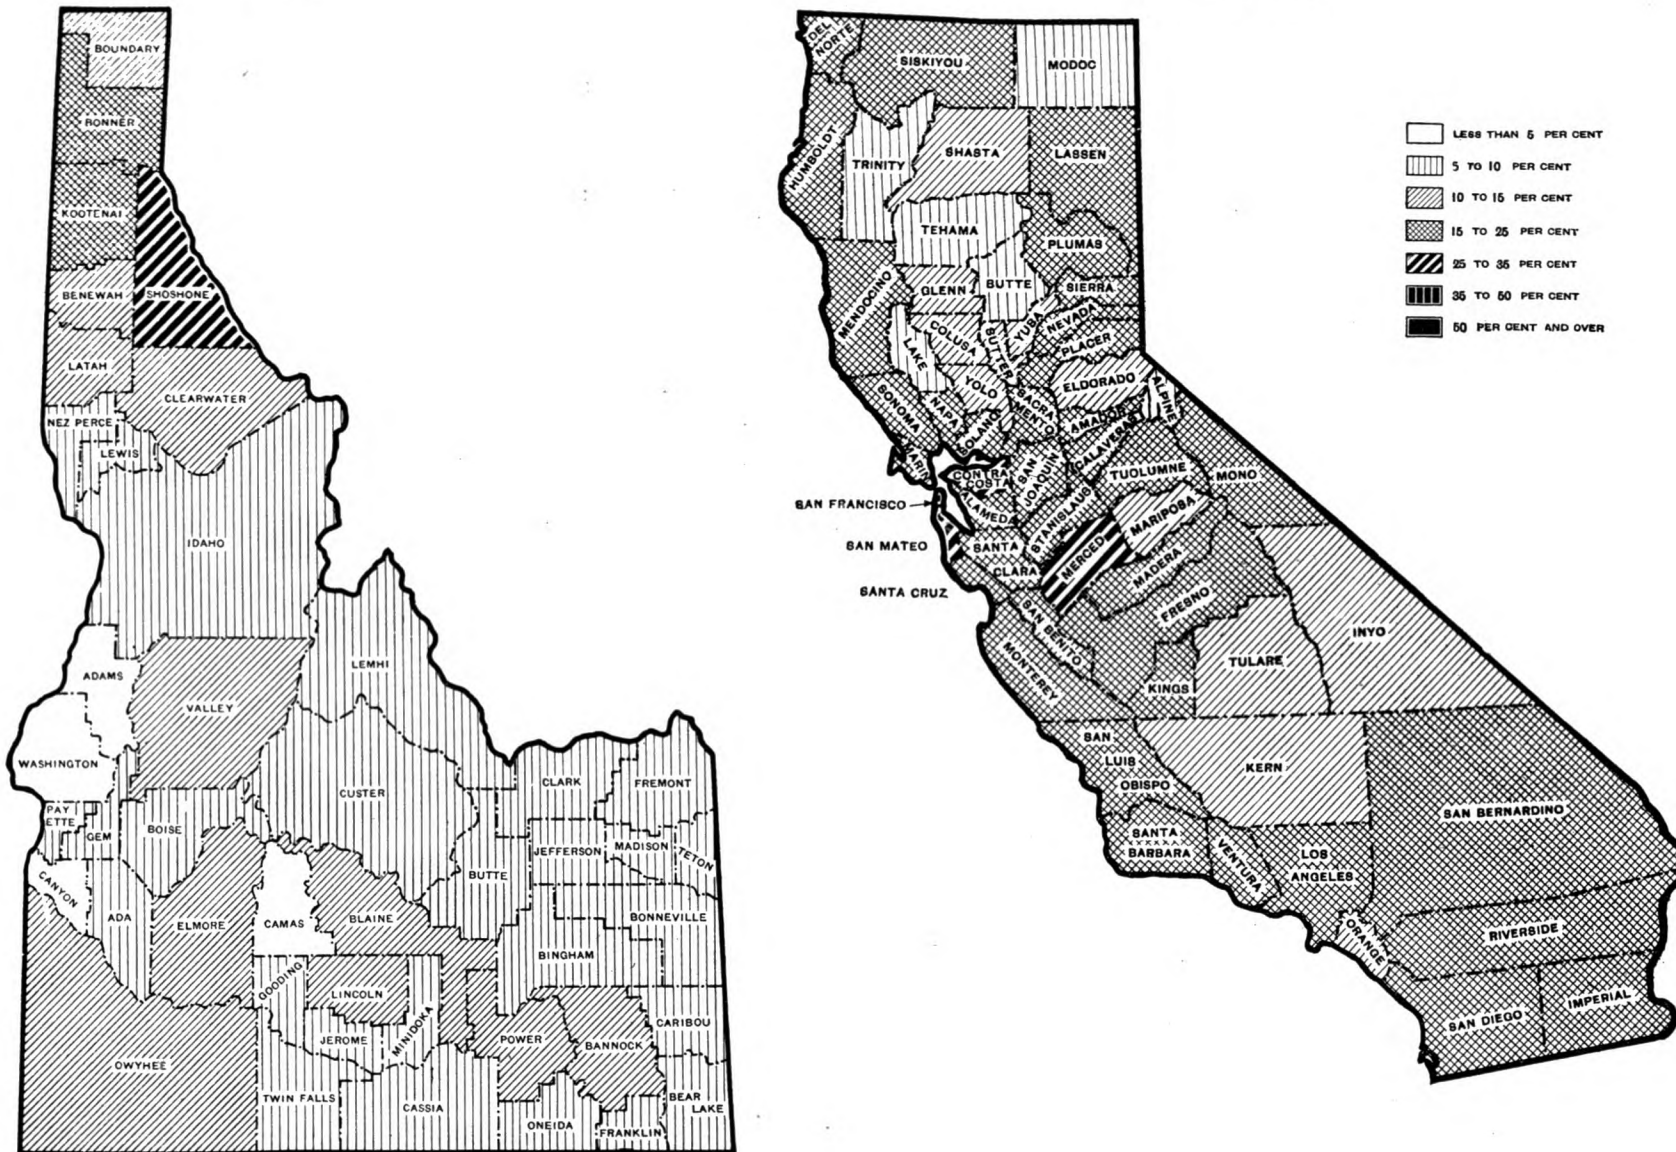 BOUNDARY
BONNER
KOOTENAI
BENEWAH
SHOSHONE
LATAH
CLEARWATER
NEZ PERCE
LEWIS
IDAHO
ADAMS
LEMHI
VALLEY
WASHINGTON
CUSTER
CLARK
FREMONT
PAY
ETTE
GEM
BOISE
JEFFERSON
MADISON
TETON
CANYON
BUTTE
ADA
ELMORE
CAMAS
BLAINE
BONNEVILLE
BINGHAM
GOODING
LINCOLN
MINIDOKA
JEROME
POWER
BANNOCK
CARIBOU
OWYHEE
TWIN FALLS
CASSIA
ONEIDA
FRANKLIN
BEAR
LAKE
DEL
NORTE
SISKIYOU
MODOC
HUMBOLDT
TRINITY
SHASTA
LASSEN
TEHAMA
PLUMAS
MENDOCINO
GLENN
BUTTE
SIERRA
COLUSA
SUTTER
YUBA
NEVADA
PLACER
LAKE
YOLO
ELDORADO
ALPINE
SONOMA
NAPA
SOLANO
SACRA
MENTO
AMADOR
CALAVERAS
MARIN
CONTRA
COSTA
SAN
JOAQUIN
TUOLUMNE
MONO
SAN FRANCISCO
ALAMEDA
STANISLAUS
MARIPOSA
SAN MATEO
SANTA
CLARA
MERCED
MADERA
SANTA CRUZ
SAN BENITO
FRESNO
INYO
MONTEREY
KINGS
TULARE
SAN
LUIS
OBISPO
KERN
SANTA
BARBARA
VENTURA
LOS
ANGELES
SAN BERNARDINO
ORANGE
RIVERSIDE
SAN DIEGO
IMPERIAL
LESS THAN 5 PER CENT
5 TO 10 PER CENT
10 TO 15 PER CENT
15 TO 25 PER CENT
25 TO 35 PER CENT
35 TO 50 PER CENT
50 PER CENT AND OVER